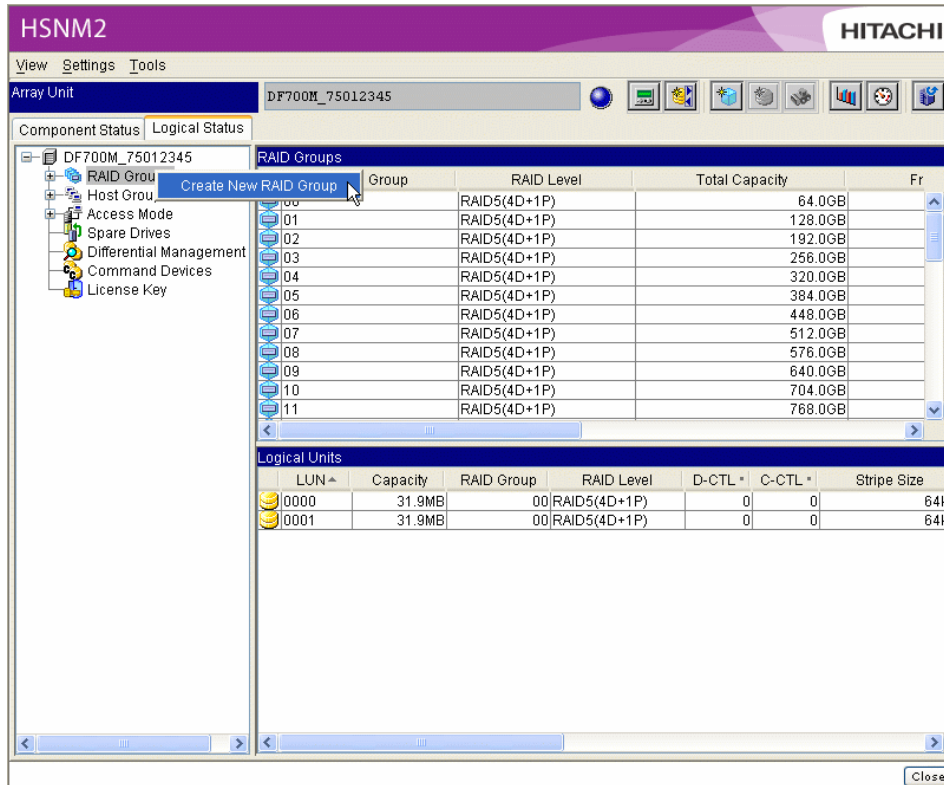 HSNM2
HITACHI
View Settings Tools
Array Unit
DF700M_75012345
Component Status Logical Status
DF700M_75012345
RAID Grou
Create New RAID Group
Host Grou
Access Mode
Spare Drives
Differential Management
Command Devices
License Key
RAID Groups
Group RAID Level Total Capacity Fr
00 RAID5(4D+1P) 64.0GB
01 RAID5(4D+1P) 128.0GB
02 RAID5(4D+1P) 192.0GB
03 RAID5(4D+1P) 256.0GB
04 RAID5(4D+1P) 320.0GB
05 RAID5(4D+1P) 384.0GB
06 RAID5(4D+1P) 448.0GB
07 RAID5(4D+1P) 512.0GB
08 RAID5(4D+1P) 576.0GB
09 RAID5(4D+1P) 640.0GB
10 RAID5(4D+1P) 704.0GB
11 RAID5(4D+1P) 768.0GB
Logical Units
LUN Capacity RAID Group RAID Level D-CTL * C-CTL * Stripe Size
0000 31.9MB 00 RAID5(4D+1P) 0 0 64k
0001 31.9MB 00 RAID5(4D+1P) 0 0 64k
Close